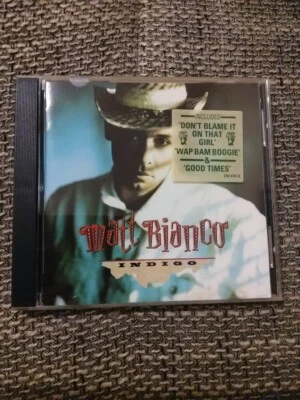 INCLUDES
'DON'T BLAME IT
ON THAT
GIRL'
'WAP BAM BOOGIE'
&
'GOOD TIMES'
Matt Bianco
INDIGO